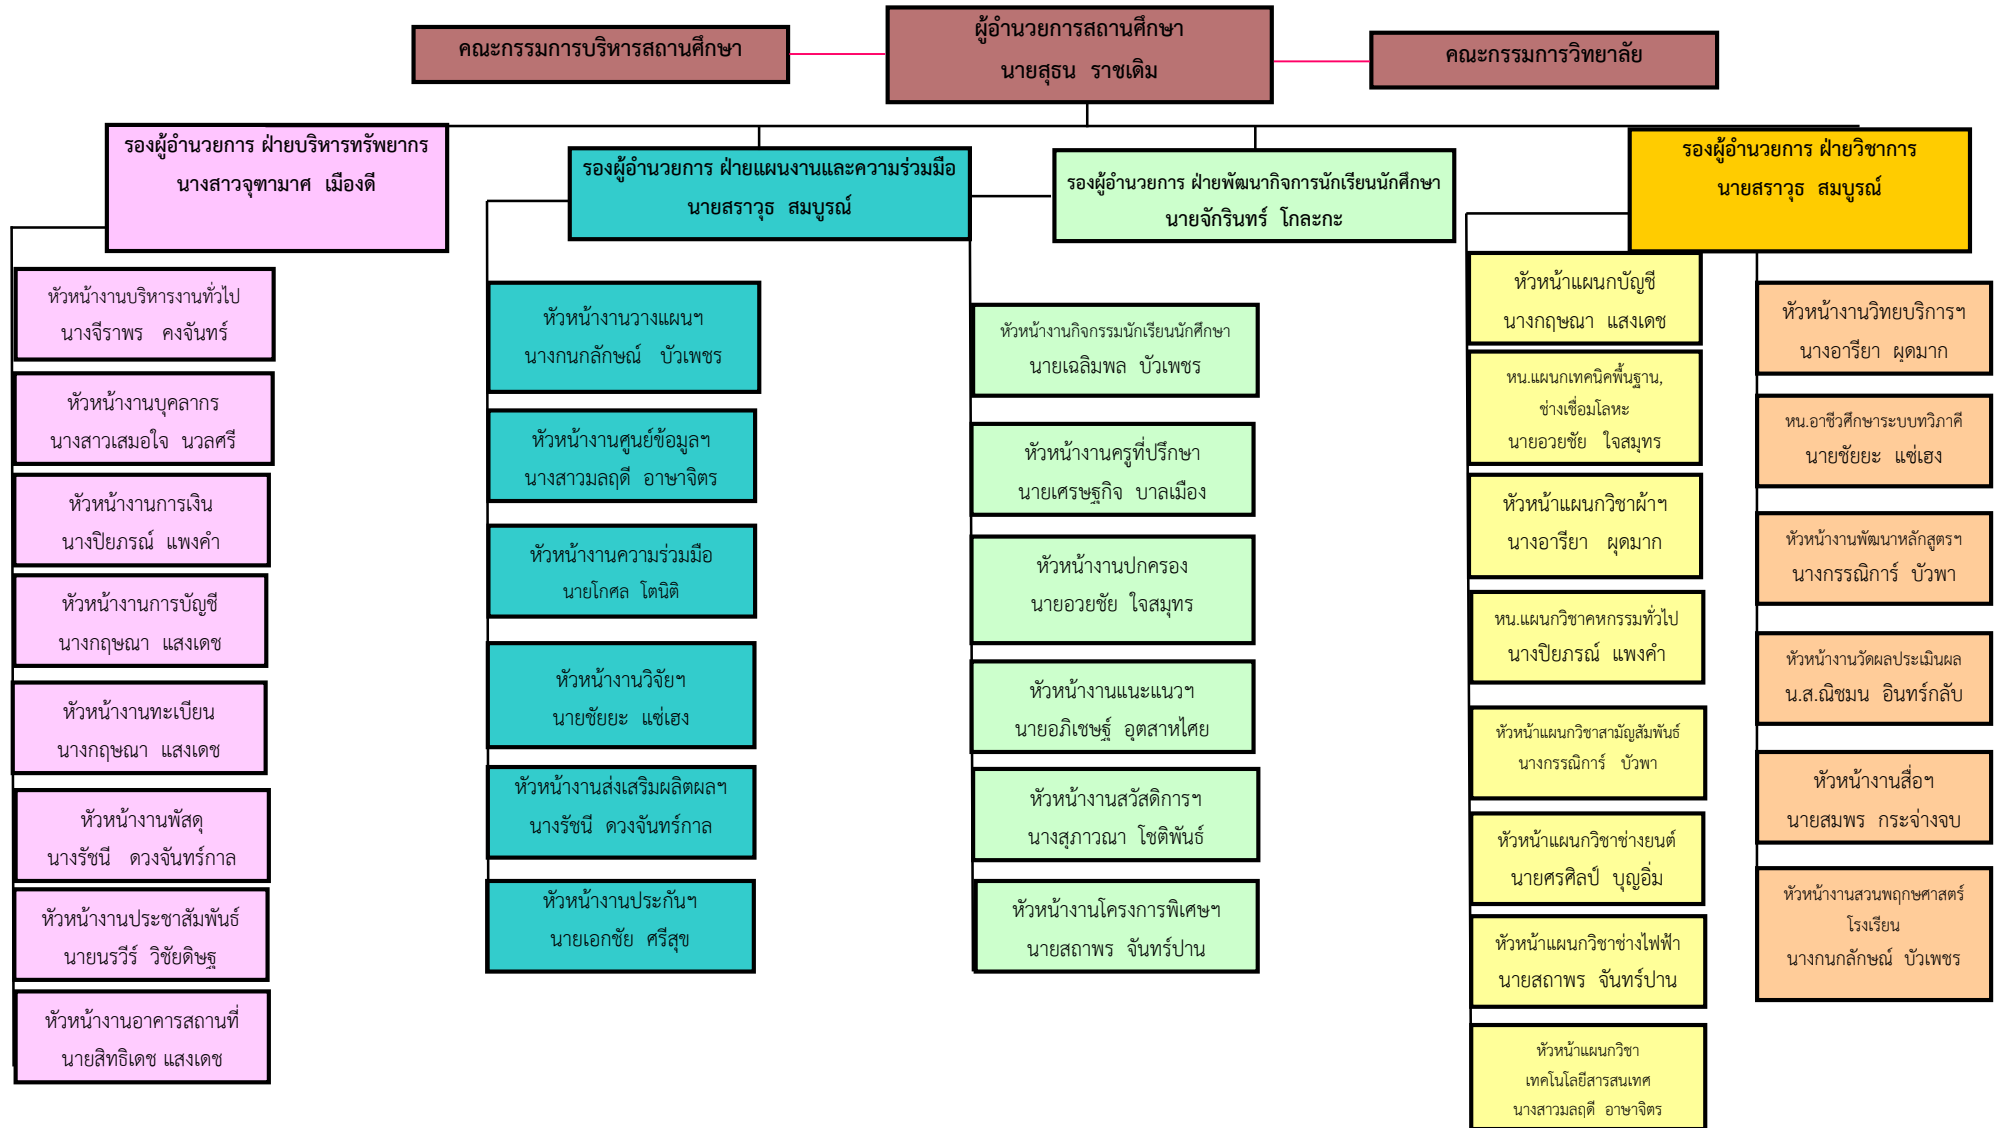 คณะกรรมการบริหารสถานศึกษา
ผู้อำนวยการสถานศึกษา
นายสุธน ราชเดิม
คณะกรรมการวิทยาลัย
รองผู้อำนวยการ ฝ่ายบริหารทรัพยากร
นางสาวจุฑามาศ เมืองดี
รองผู้อำนวยการ ฝ่ายแผนงานและความร่วมมือ
นายสราวุธ สมบูรณ์
รองผู้อำนวยการ ฝ่ายพัฒนากิจการนักเรียนนักศึกษา
นายจักรินทร์ โกละกะ
รองผู้อำนวยการ ฝ่ายวิชาการ
นายสราวุธ สมบูรณ์
หัวหน้างานบริหารงานทั่วไป
นางจีราพร คงจันทร์
หัวหน้างานบุคลากร
นางสาวเสมอใจ นวลศรี
หัวหน้างานการเงิน
นางปิยภรณ์ แพงคำ
หัวหน้างานการบัญชี
นางกฤษณา แสงเดช
หัวหน้างานทะเบียน
นางกฤษณา แสงเดช
หัวหน้างานพัสดุ
นางรัชนี ดวงจันทร์กาล
หัวหน้างานประชาสัมพันธ์
นายนรวีร์ วิชัยดิษฐ
หัวหน้างานอาคารสถานที่
นายสิทธิเดช แสงเดช
หัวหน้างานวางแผนฯ
นางกนกลักษณ์ บัวเพชร
หัวหน้างานศูนย์ข้อมูลฯ
นางสาวมลฤดี อาษาจิตร
หัวหน้างานความร่วมมือ
นายโกศล โตนิติ
หัวหน้างานวิจัยฯ
นายชัยยะ แซ่เฮง
หัวหน้างานส่งเสริมผลิตผลฯ
นางรัชนี ดวงจันทร์กาล
หัวหน้างานประกันฯ
นายเอกชัย ศรีสุข
หัวหน้างานกิจกรรมนักเรียนนักศึกษา
นายเฉลิมพล บัวเพชร
หัวหน้างานครูที่ปรึกษา
นายเศรษฐกิจ บาลเมือง
หัวหน้างานปกครอง
นายอวยชัย ใจสมุทร
หัวหน้างานแนะแนวฯ
นายอภิเชษฐ์ อุตสาหไศย
หัวหน้างานสวัสดิการฯ
นางสุภาวณา โชติพันธ์
หัวหน้างานโครงการพิเศษฯ
นายสถาพร จันทร์ปาน
หัวหน้าแผนกบัญชี
นางกฤษณา แสงเดช
หน.แผนกเทคนิคพื้นฐาน,
ช่างเชื่อมโลหะ
นายอวยชัย ใจสมุทร
หัวหน้าแผนกวิชาผ้าฯ
นางอารียา ผุดมาก
หน.แผนกวิชาคหกรรมทั่วไป
นางปิยภรณ์ แพงคำ
หัวหน้าแผนกวิชาสามัญสัมพันธ์
นางกรรณิการ์ บัวพา
หัวหน้าแผนกวิชาช่างยนต์
นายศรศิลป์ บุญอิ่ม
หัวหน้าแผนกวิชาช่างไฟฟ้า
นายสถาพร จันทร์ปาน
หัวหน้าแผนกวิชา
เทคโนโลยีสารสนเทศ
นางสาวมลฤดี อาษาจิตร
หัวหน้างานวิทยบริการฯ
นางอารียา ผุดมาก
หน.อาชีวศึกษาระบบทวิภาคี
นายชัยยะ แซ่เฮง
หัวหน้างานพัฒนาหลักสูตรฯ
นางกรรณิการ์ บัวพา
หัวหน้างานวัดผลประเมินผล
น.ส.ณิชมน อินทร์กลับ
หัวหน้างานสื่อฯ
นายสมพร กระจ่างจบ
หัวหน้างานสวนพฤกษศาสตร์
โรงเรียน
นางกนกลักษณ์ บัวเพชร